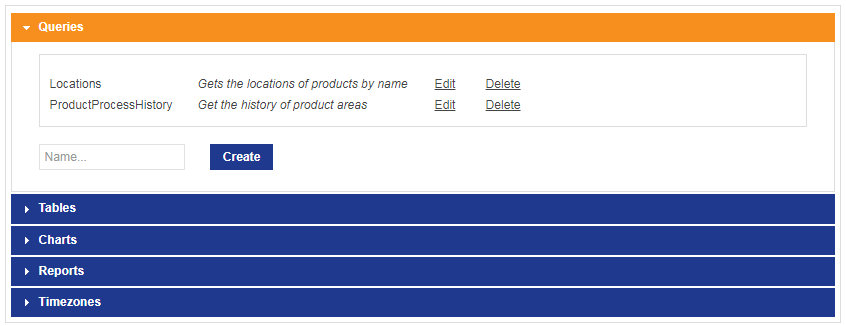 Queries
Locations Gets the locations of products by name Edit Delete
ProductProcessHistory Get the history of product areas Edit Delete
Name... Create
Tables
Charts
Reports
Timezones